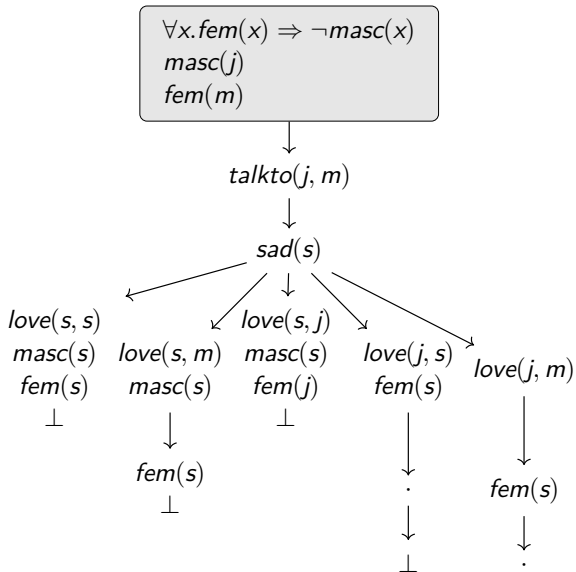 ∀x.fem(x) ⇒ ¬masc(x)
masc(j)
fem(m)
talkto(j, m)
sad(s)
love(s, s)
masc(s)
fem(s)
⊥
love(s, m)
masc(s)
fem(s)
⊥
love(s, j)
masc(s)
fem(j)
⊥
love(j, s)
fem(s)
.
⊥
love(j, m)
fem(s)
.